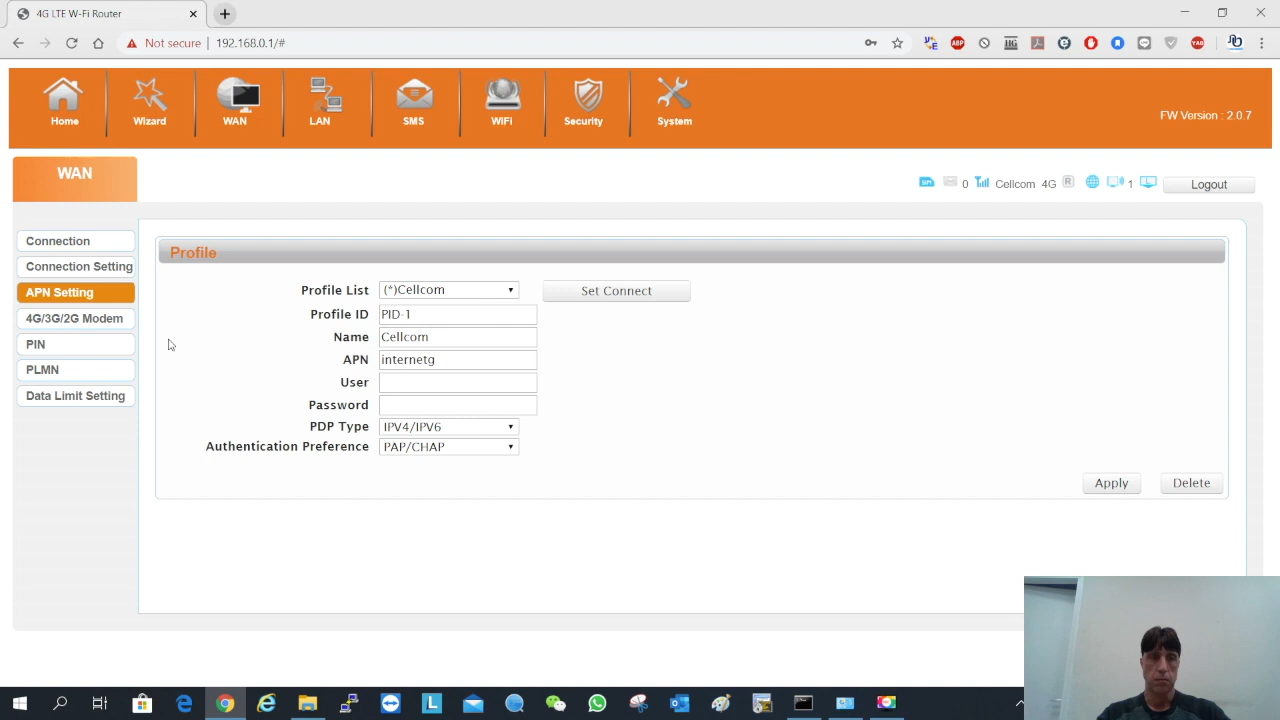 4G LTE W-Fi Router
Not secure | 192.168.0.1/#
Home
Wizard
WAN
LAN
SMS
WiFi
Security
System
FW Version : 2.0.7
WAN
0
Cellcom 4G
R
1
Logout
Connection
Connection Setting
APN Setting
4G/3G/2G Modem
PIN
PLMN
Data Limit Setting
Profile
Profile List (*)Cellcom Set Connect
Profile ID PID-1
Name Cellcom
APN internetg
User
Password
PDP Type IPV4/IPV6
Authentication Preference PAP/CHAP
Apply Delete